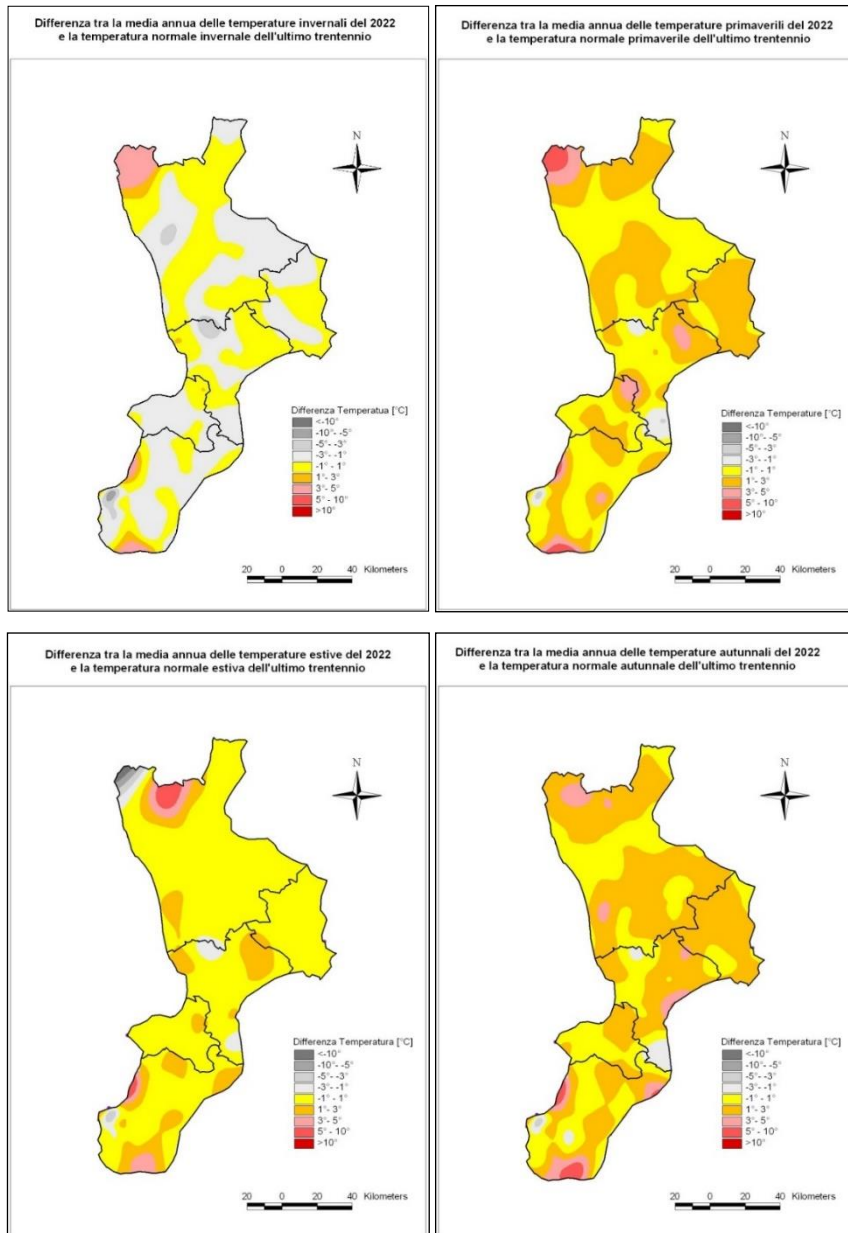 Differenza tra la media annua delle temperature invernali del 2022
e la temperatura normale invernale dell'ultimo trentennio
N
Differenza Temperatua [°C]
<-10°
-10°- -5°
-5°- -3°
-3°- -1°
-1°- 1°
1°- 3°
3°- 5°
5° - 10°
>10°
20 0 20 40 Kilometers
Differenza tra la media annua delle temperature primaverili del 2022
e la temperatura normale primaverile dell'ultimo trentennio
N
Differenza Temperature [°C]
<-10°
-10°- -5°
-5°- -3°
-3°- -1°
-1°- 1°
1°- 3°
3°- 5°
5° - 10°
>10°
20 0 20 40 Kilometers
Differenza tra la media annua delle temperature estive del 2022
e la temperatura normale estiva dell'ultimo trentennio
N
Differenza Temperatura [°C]
<-10°
-10°- -5°
-5°- -3°
-3°- -1°
-1°- 1°
1°- 3°
3°- 5°
5° - 10°
>10°
20 0 20 40 Kilometers
Differenza tra la media annua delle temperature autunnali del 2022
e la temperatura normale autunnale dell'ultimo trentennio
N
Differenza Temperatura [°C]
<-10°
-10°- -5°
-5°- -3°
-3°- -1°
-1°- 1°
1°- 3°
3°- 5°
5° - 10°
>10°
20 0 20 40 Kilometers